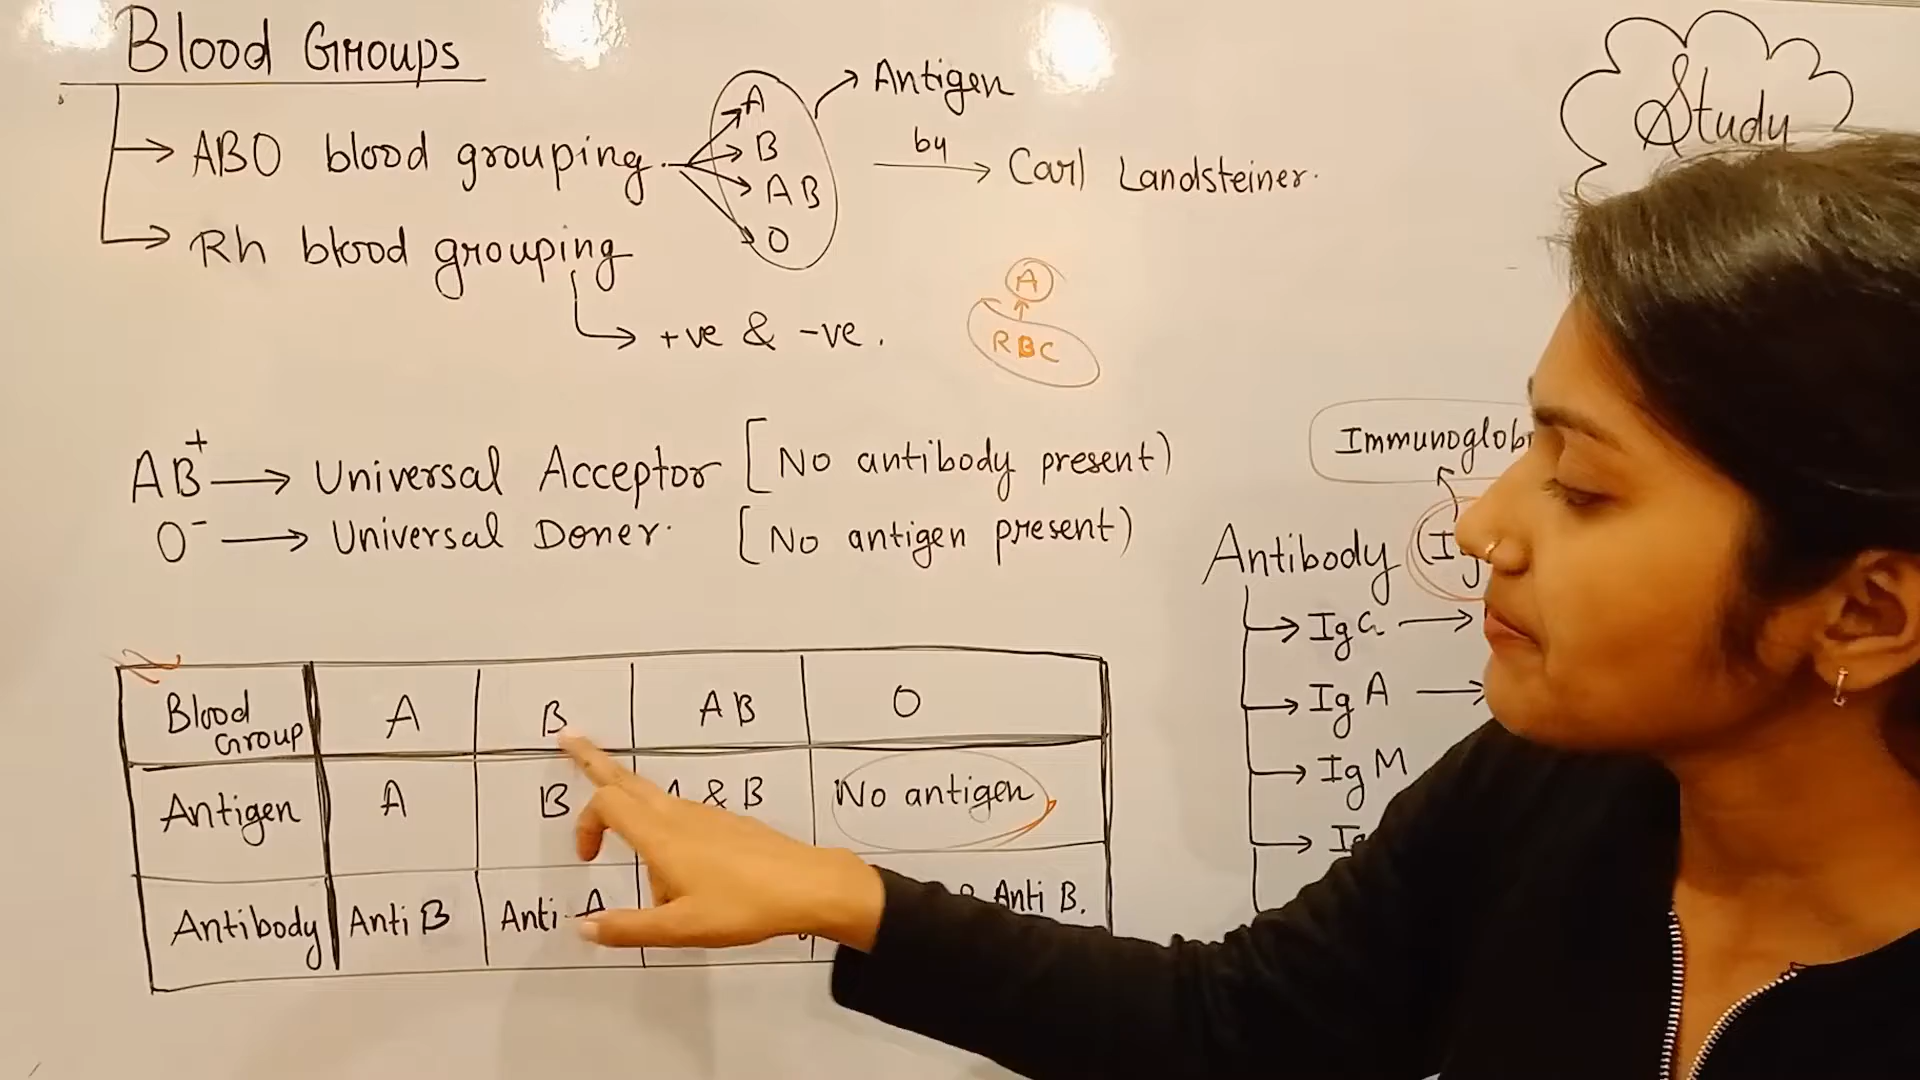 Blood Groups
ABO blood grouping.
A
B
AB
O
Antigen
by
Carl Landsteiner.
Rh blood grouping
+ve & -ve.
A
RBC
Study
AB+ → Universal Acceptor [No antibody present)
O- → Universal Doner. [No antigen present)
Antibody
IgG
IgA
IgM
Blood Group A B AB O
Antigen A B & B No antigen
Antibody Anti B Anti-A Anti B.